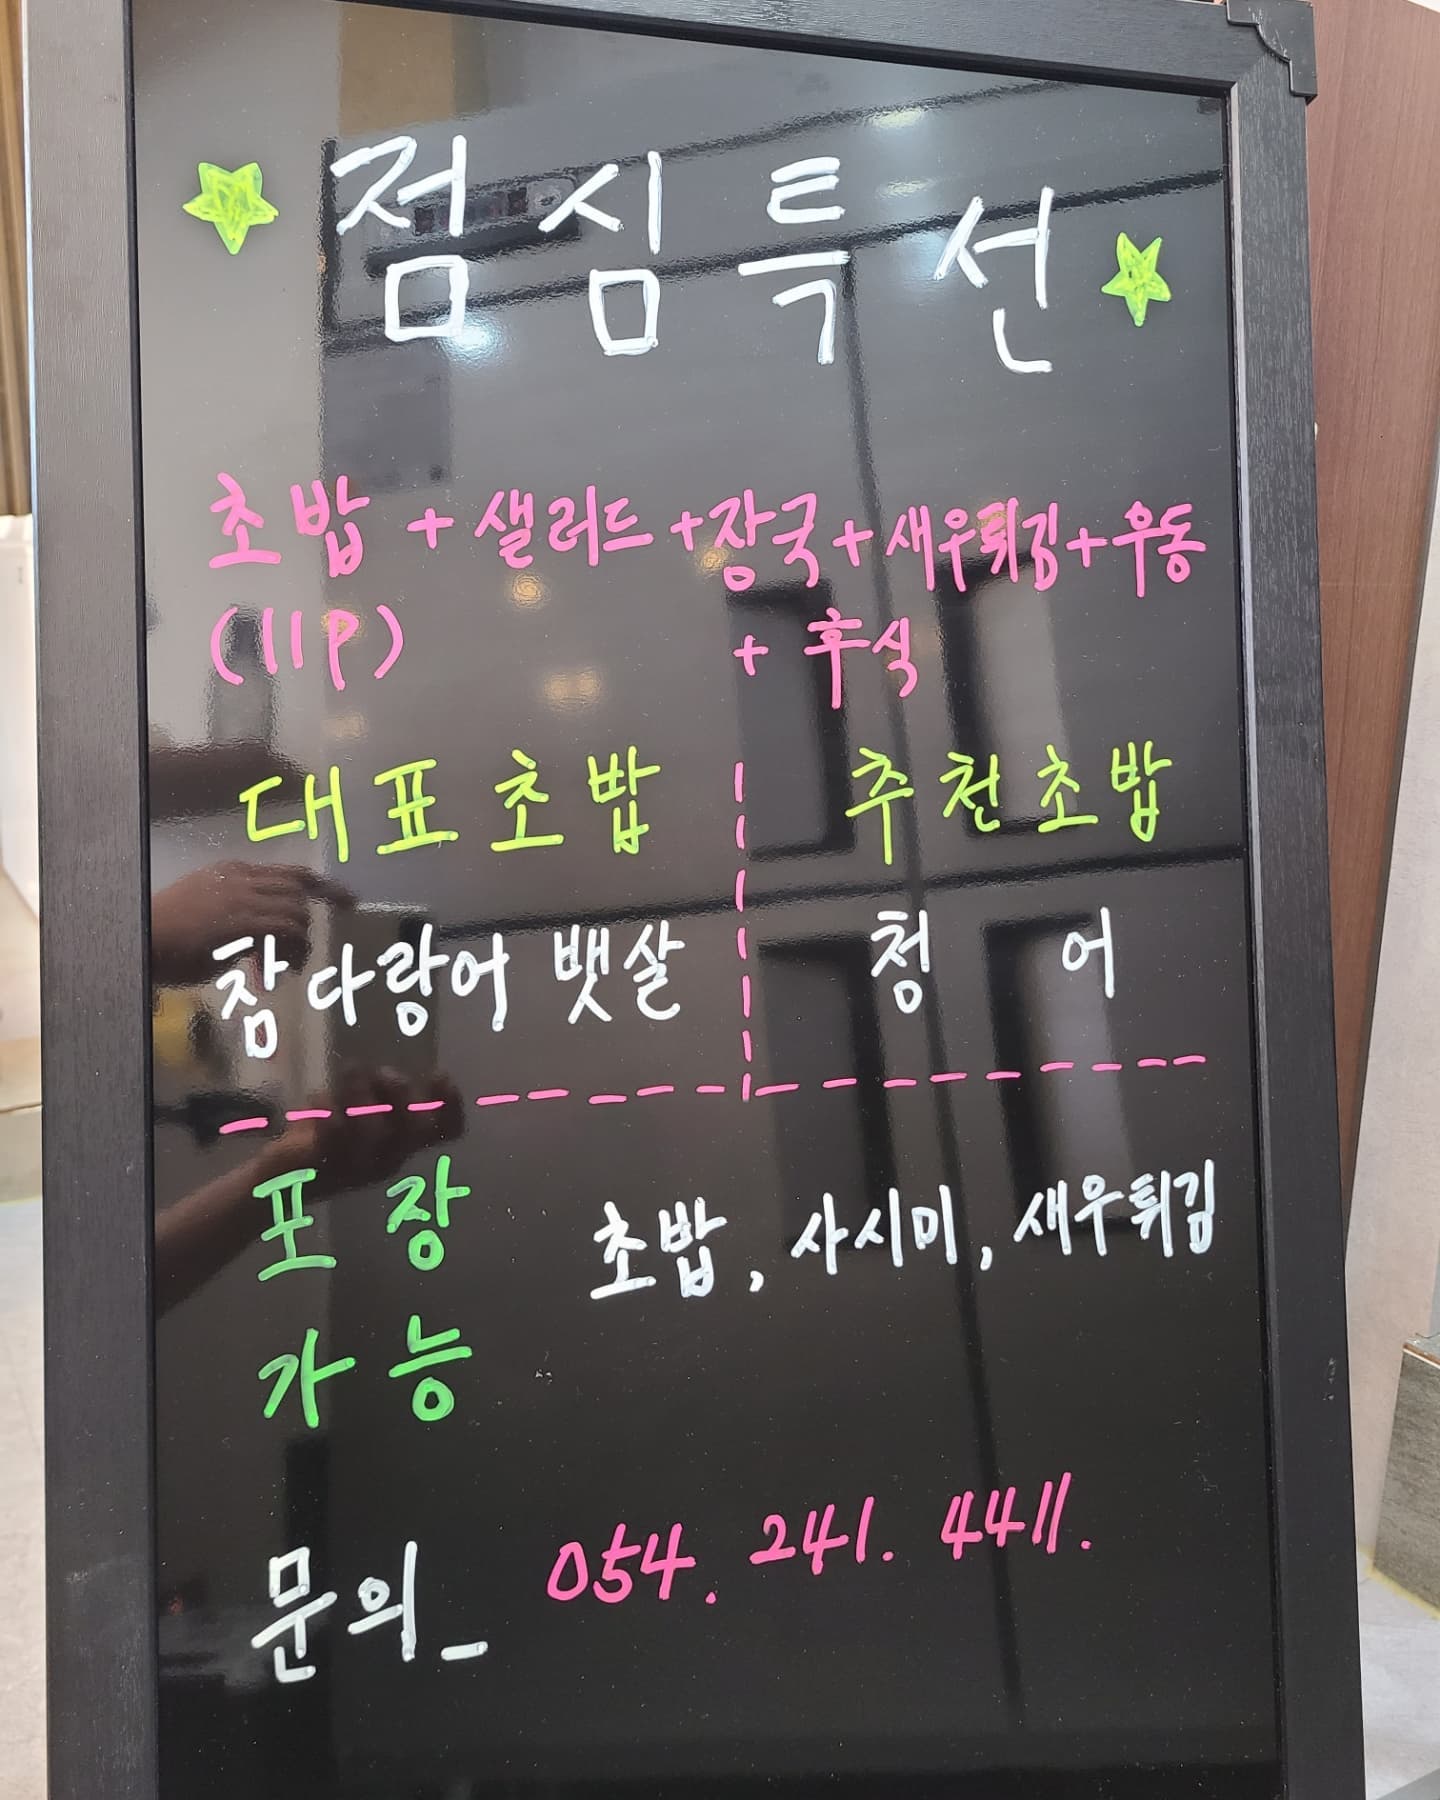 점심특선
초밥 + 샐러드 + 장국 + 새우튀김 + 우동
(11P) + 후식
대표초밥 추천초밥
참다랑어 뱃살 청어
포장 초밥, 사시미, 새우튀김
가능
문의_ 054. 241. 4411.